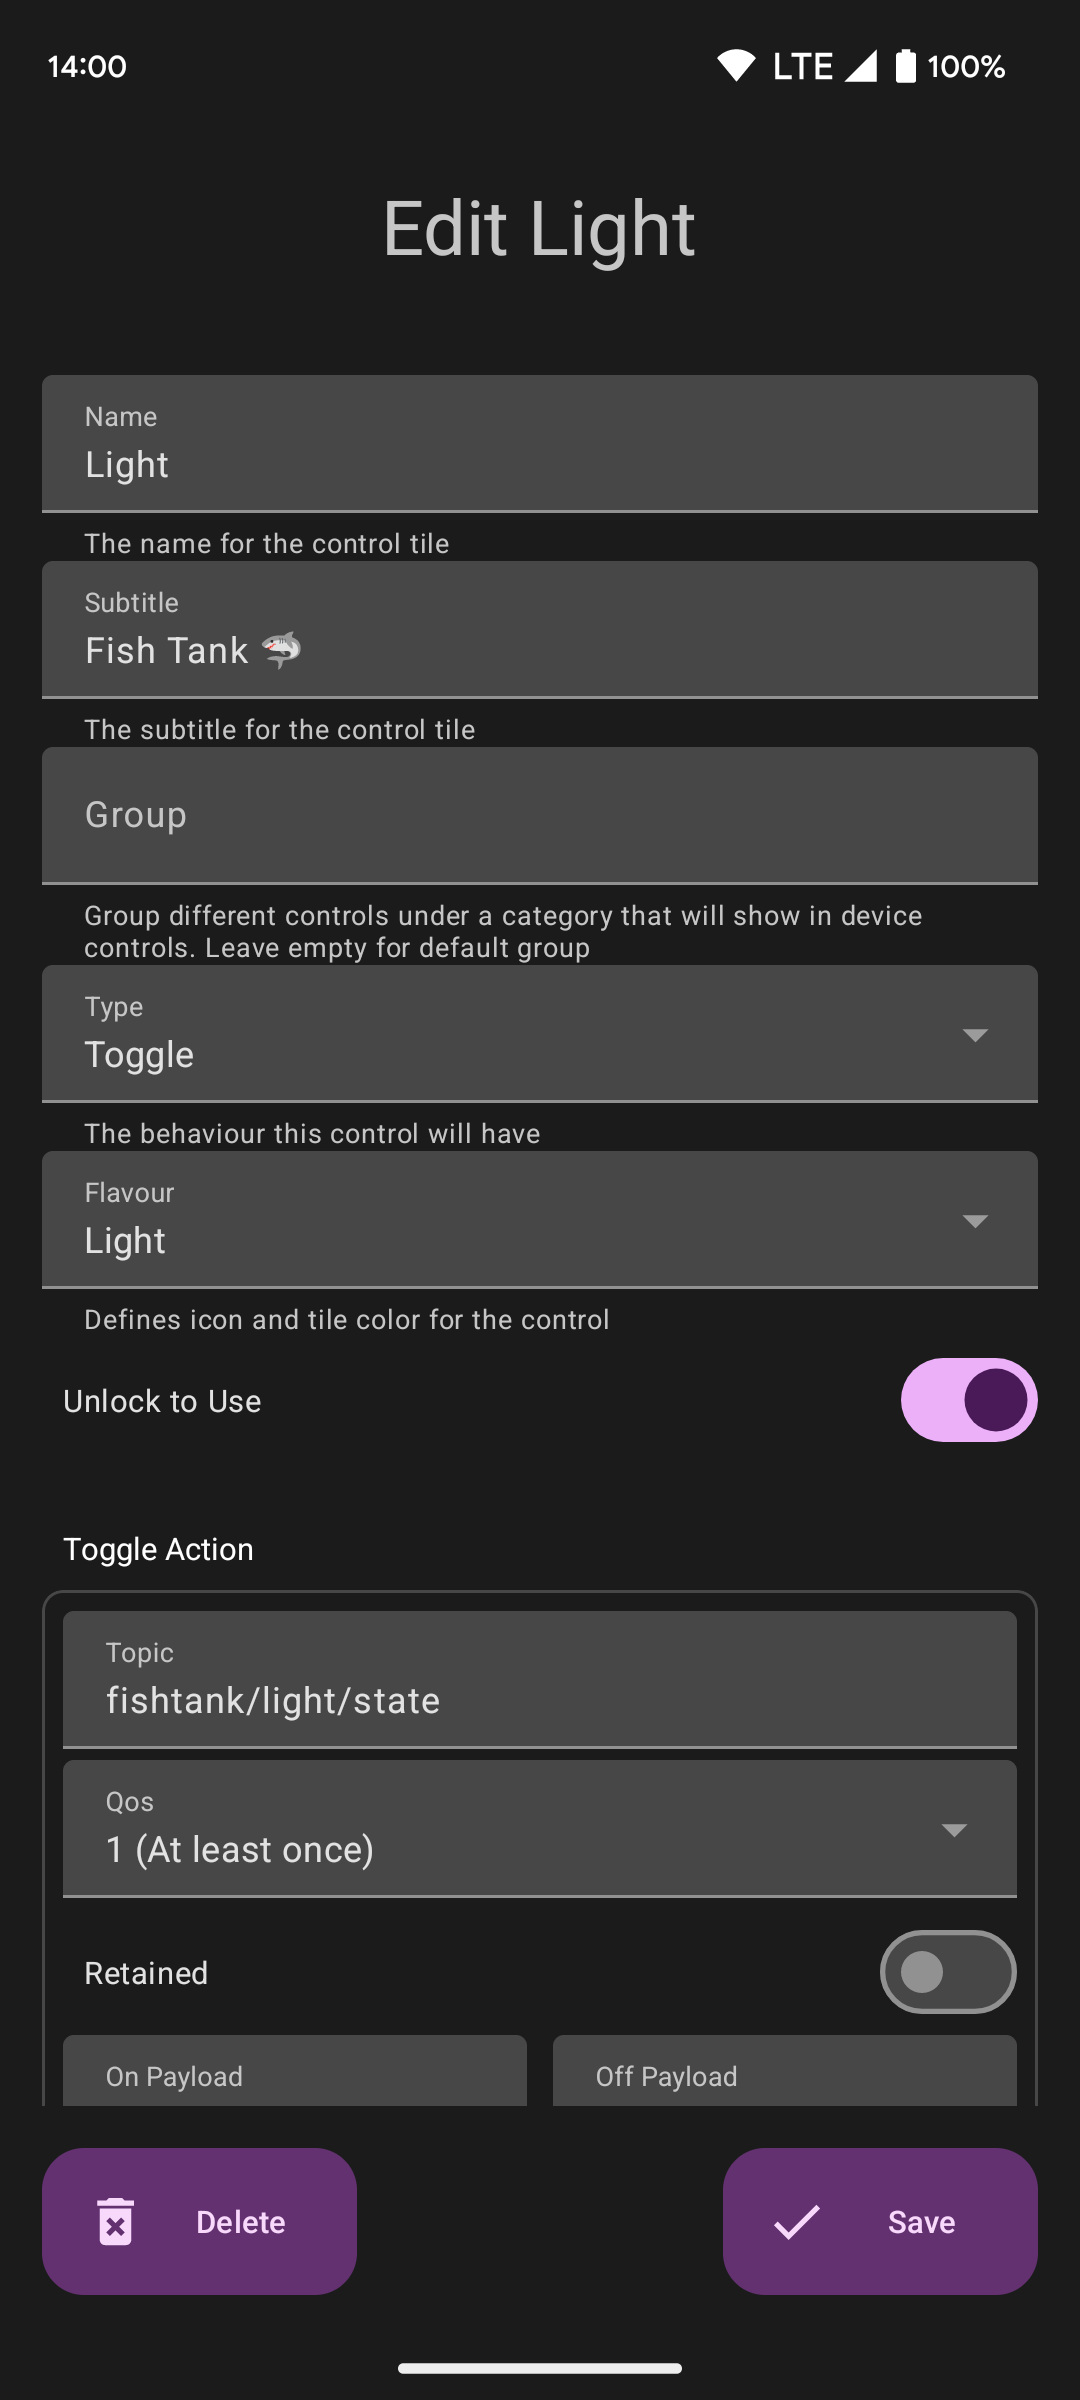 14:00 LTE 100%
Edit Light
Name
Light
The name for the control tile
Subtitle
Fish Tank 🦈
The subtitle for the control tile
Group
Group different controls under a category that will show in device
controls. Leave empty for default group
Type
Toggle
The behaviour this control will have
Flavour
Light
Defines icon and tile color for the control
Unlock to Use
Toggle Action
Topic
fishtank/light/state
Qos
1 (At least once)
Retained
On Payload Off Payload
Delete Save